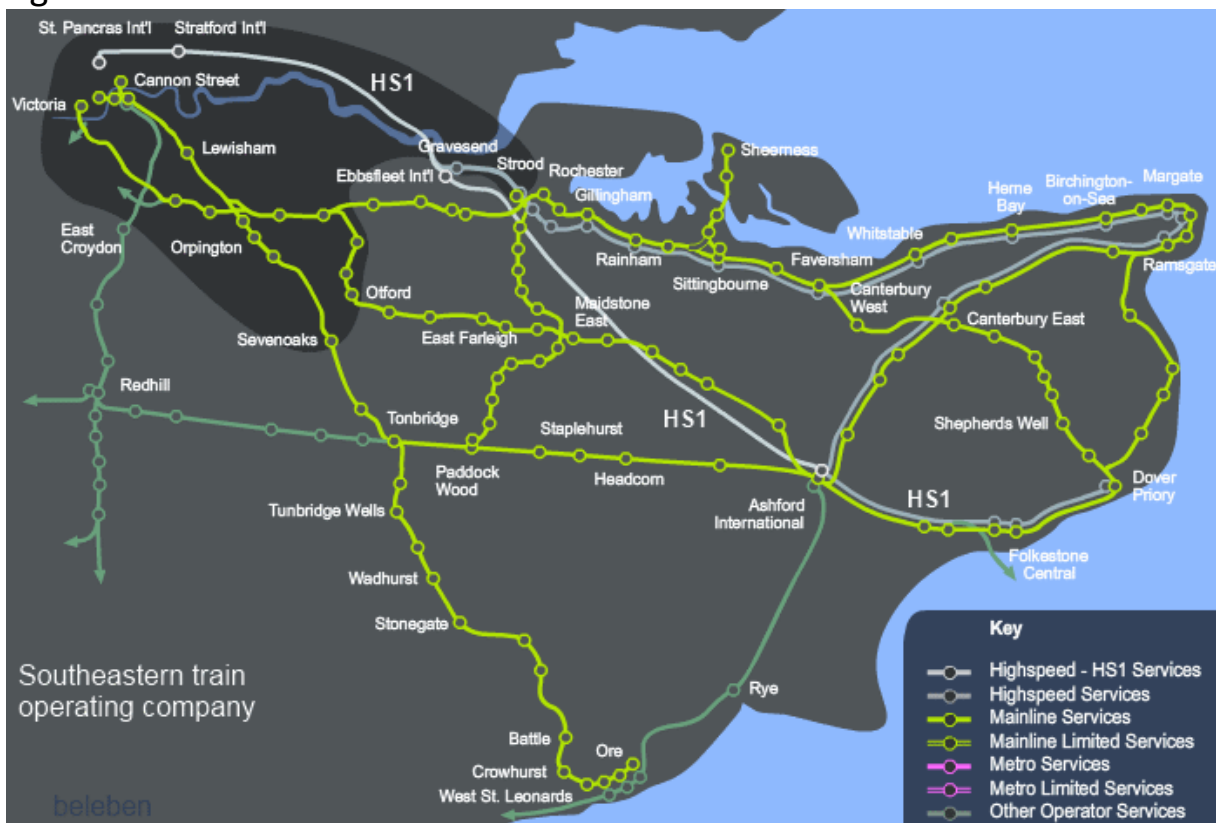 St. Pancras Int'l
Stratford Int'l
HS1
Cannon Street
Victoria
Lewisham
Gravesend
Strood
Rochester
Sheerness
Ebbsfleet Int'l
Gillingham
Herne
Bay
Birchington-
on-Sea
Margate
East
Croydon
Orpington
Whitstable
Rainham
Faversham
Ramsgate
Sittingbourne
Otford
Canterbury
West
Maidstone
East
Canterbury East
East Farleigh
Sevenoaks
Redhill
HS1
Tonbridge
Staplehurst
Shepherds Well
Paddock
Wood
Headcorn
Dover
Priory
HS1
Ashford
International
Tunbridge Wells
Folkestone
Central
Wadhurst
Stonegate
Southeastern train
operating company
Rye
Battle
Ore
Crowhurst
West St. Leonards
beleben
Key
Highspeed - HS1 Services
Highspeed Services
Mainline Services
Mainline Limited Services
Metro Services
Metro Limited Services
Other Operator Services